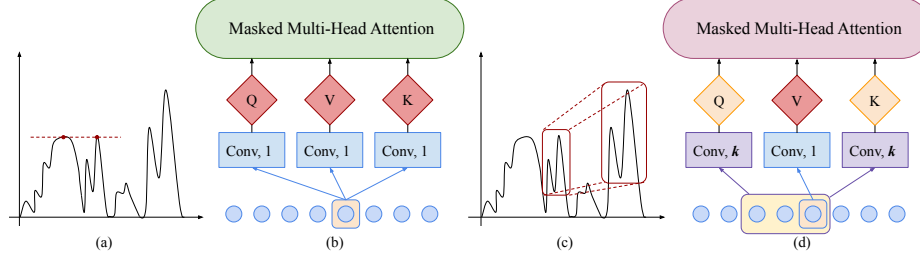 Masked Multi-Head Attention
Q
V
K
Conv, 1
Conv, 1
Conv, 1
Masked Multi-Head Attention
Q
V
K
Conv, k
Conv, 1
Conv, k
(a)
(b)
(c)
(d)